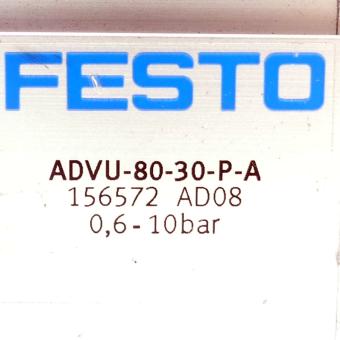 FESTO
ADVU-80-30-P-A
156572 AD08
0,6-10bar